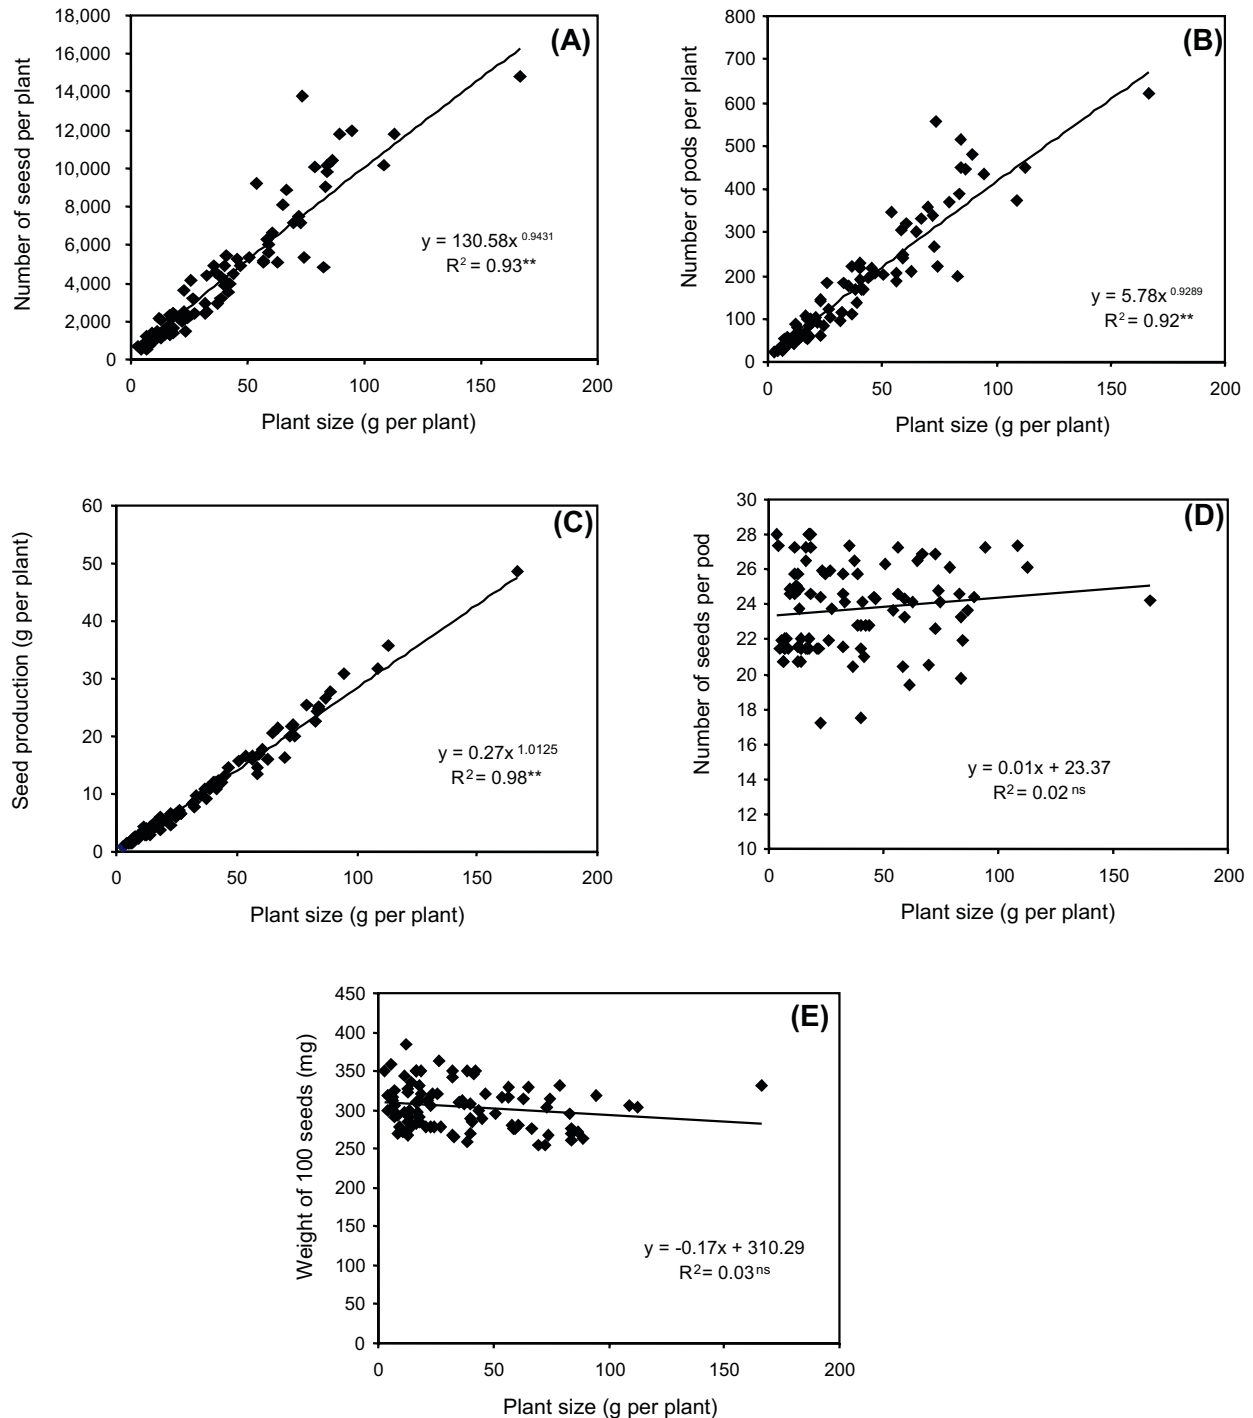 (A)
Number of seesd per plant
18,000
16,000
14,000
12,000
10,000
8,000
6,000
4,000
2,000
0
y = 130.58x 0.9431
R2 = 0.93**
0 50 100 150 200
Plant size (g per plant)
(B)
Number of pods per plant
800
700
600
500
400
300
200
100
0
y = 5.78x 0.9289
R2 = 0.92**
0 50 100 150 200
Plant size (g per plant)
(C)
Seed production (g per plant)
60
50
40
30
20
10
0
y = 0.27x 1.0125
R2 = 0.98**
0 50 100 150 200
Plant size (g per plant)
(D)
Number of seeds per pod
30
28
26
24
22
20
18
16
14
12
10
y = 0.01x + 23.37
R2 = 0.02 ns
0 50 100 150 200
Plant size (g per plant)
(E)
Weight of 100 seeds (mg)
450
400
350
300
250
200
150
100
50
0
y = -0.17x + 310.29
R2 = 0.03 ns
0 50 100 150 200
Plant size (g per plant)